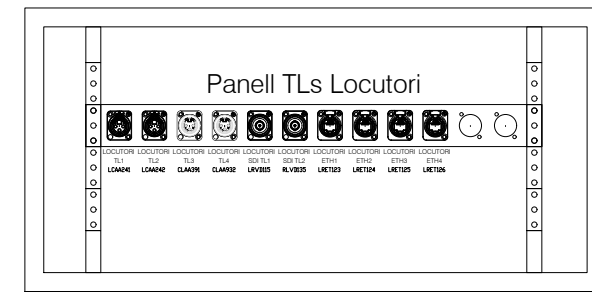 Panell TLs Locutori
LOCUTORI LOCUTORI LOCUTORI LOCUTORI LOCUTORI LOCUTORI LOCUTORI LOCUTORI LOCUTORI LOCUTORI
TL1 TL2 TL3 TL4 SDI TL1 SDI TL2 ETH1 ETH2 ETH3 ETH4
LCAA241 LCAA242 CLAA391 CLAA932 LRVD115 RLVD135 LRET123 LRET124 LRET125 LRET126